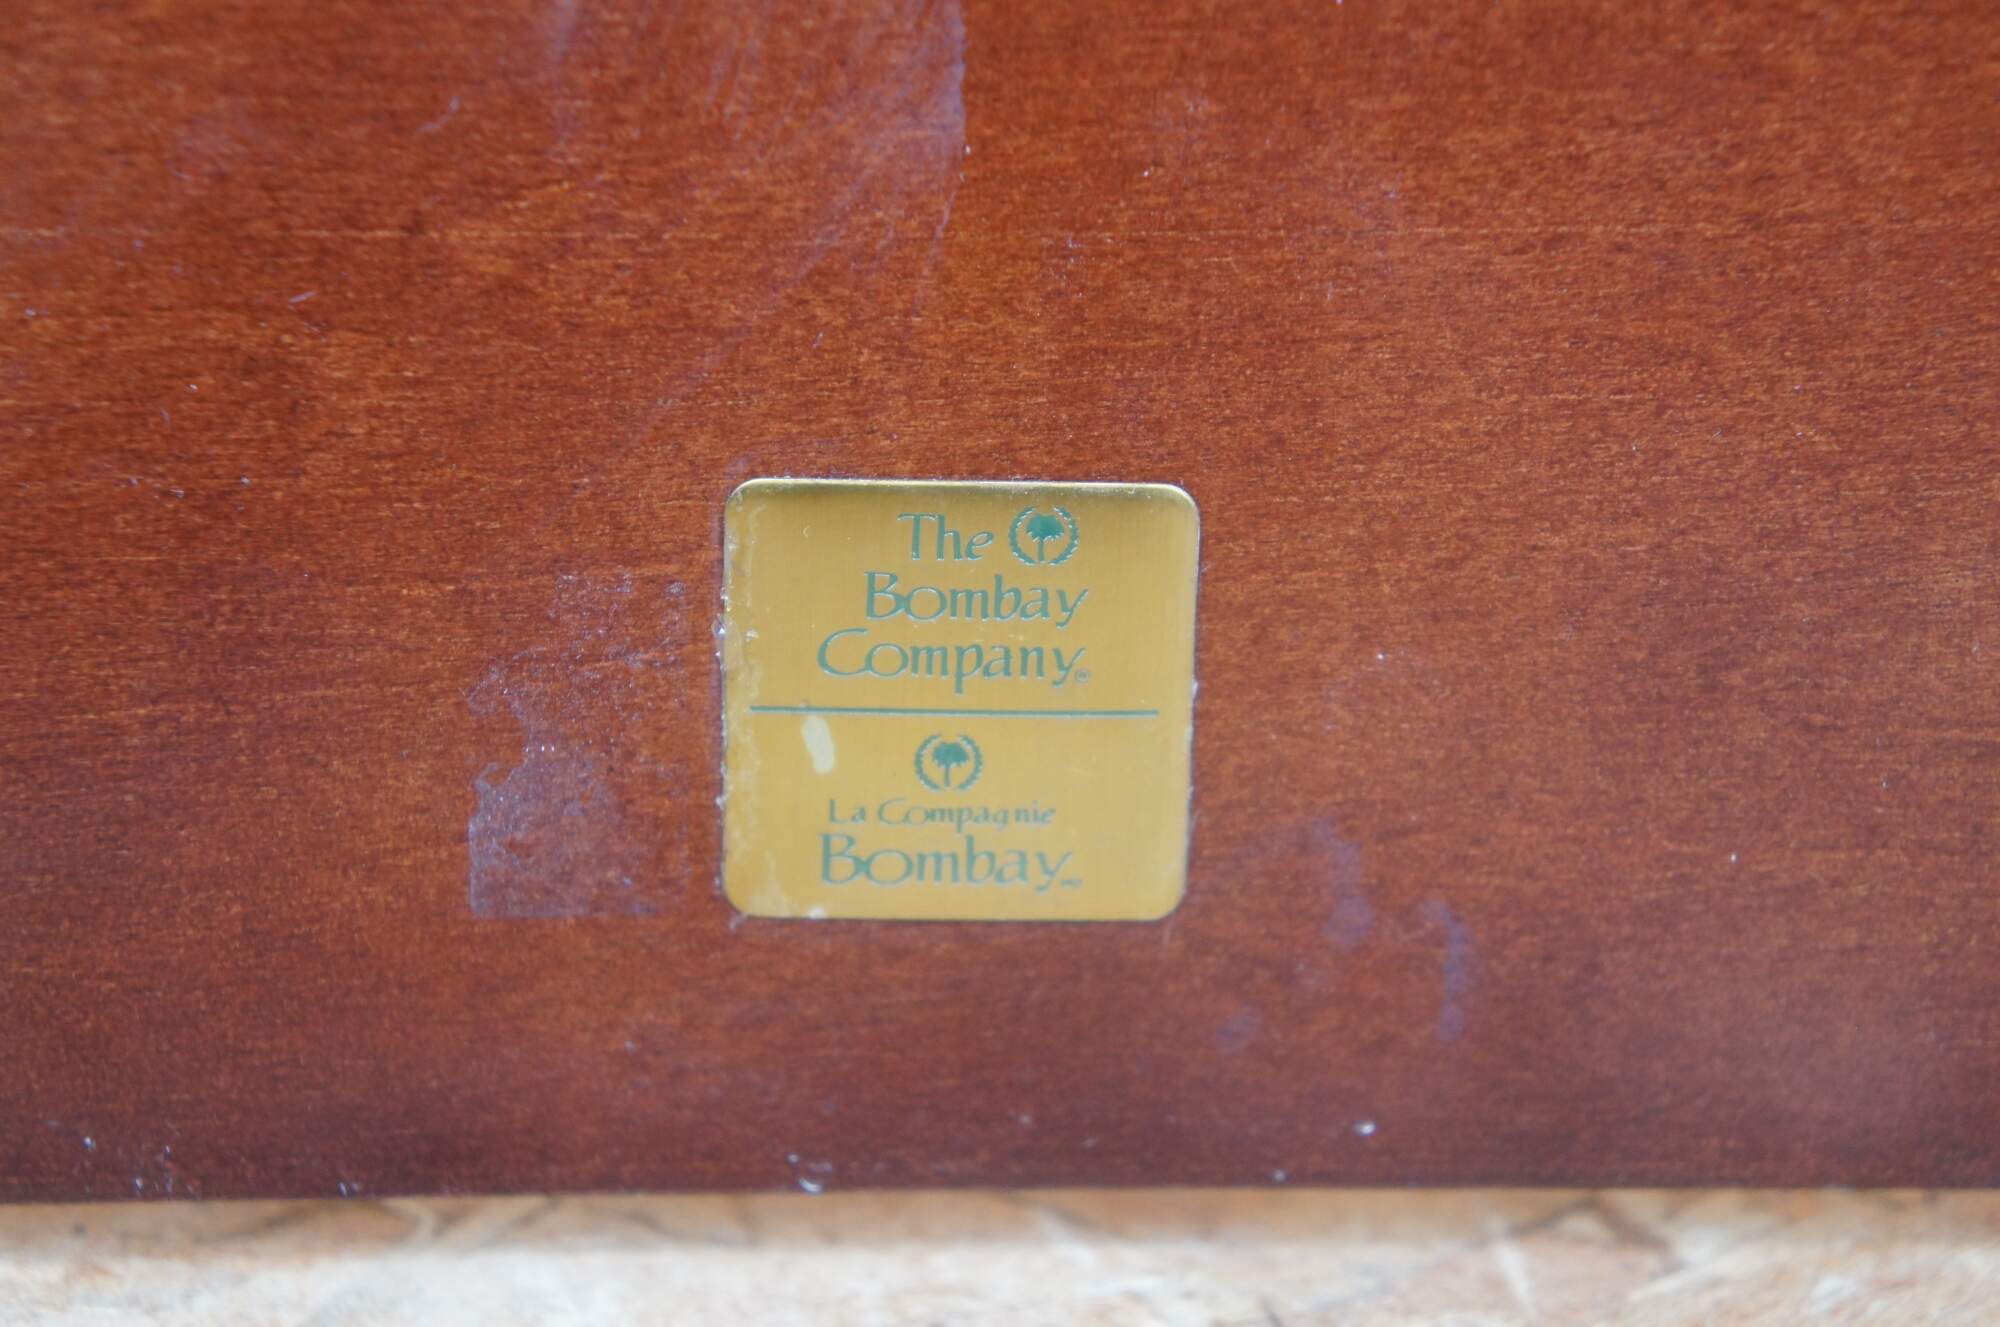 The
Bombay
Company®
La Compagnie
Bombay